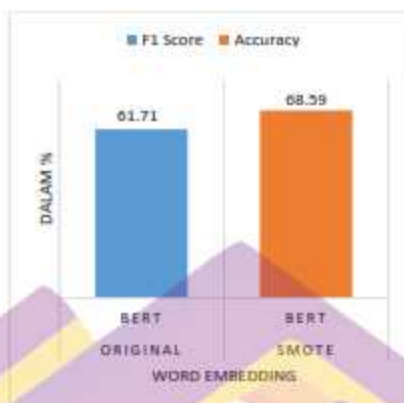 F1 Score Accuracy
68.59
61.71
DALAM %
BERT BERT
ORIGINAL SMOTE
WORD EMBEDDING